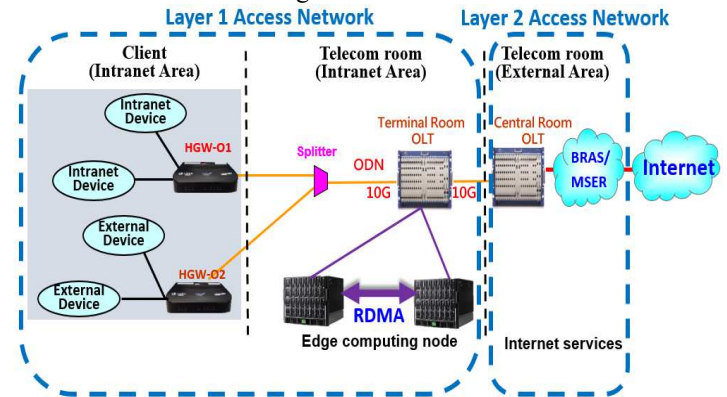 Layer 1 Access Network
Layer 2 Access Network
Client
(Intranet Area)
Telecom room
(Intranet Area)
Telecom room
(External Area)
Intranet
Device
HGW-O1
Intranet
Device
External
Device
External
Device
HGW-O2
Splitter
ODN
10G
Terminal Room
OLT
10G
Central Room
OLT
BRAS/
MSER
Internet
RDMA
Edge computing node
Internet services